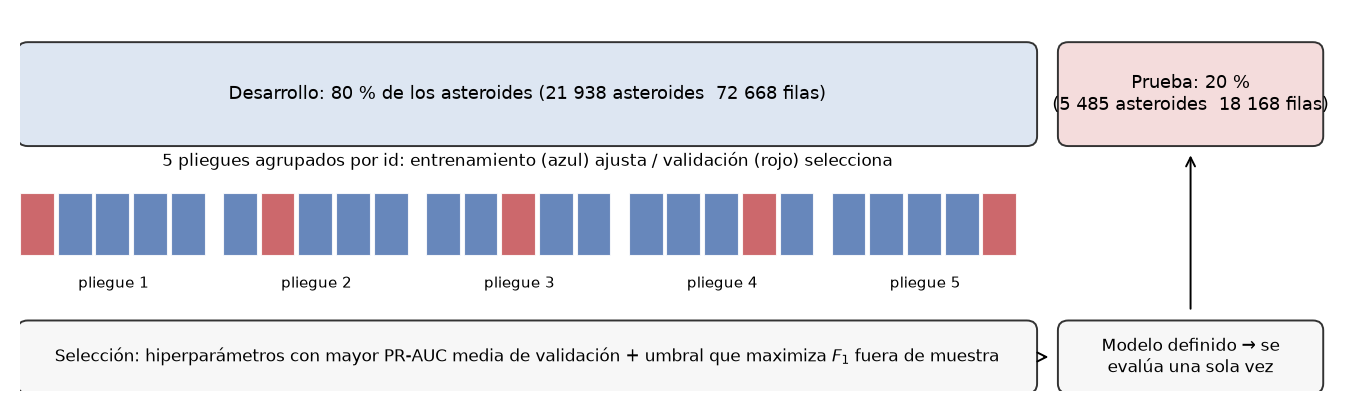 Desarrollo: 80 % de los asteroides (21 938 asteroides  72 668 filas)
Prueba: 20 %
(5 485 asteroides  18 168 filas)
5 pliegues agrupados por id: entrenamiento (azul) ajusta / validación (rojo) selecciona
pliegue 1
pliegue 2
pliegue 3
pliegue 4
pliegue 5
Selección: hiperparámetros con mayor PR-AUC media de validación + umbral que maximiza F₁ fuera de muestra
Modelo definido → se
evalúa una sola vez